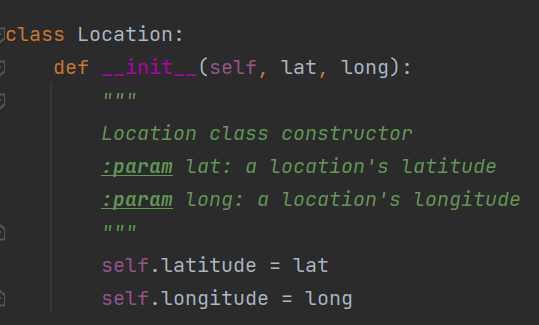 class Location:
    def __init__(self, lat, long):
        """
        Location class constructor
        :param lat: a location's latitude
        :param long: a location's longitude
        """
        self.latitude = lat
        self.longitude = long